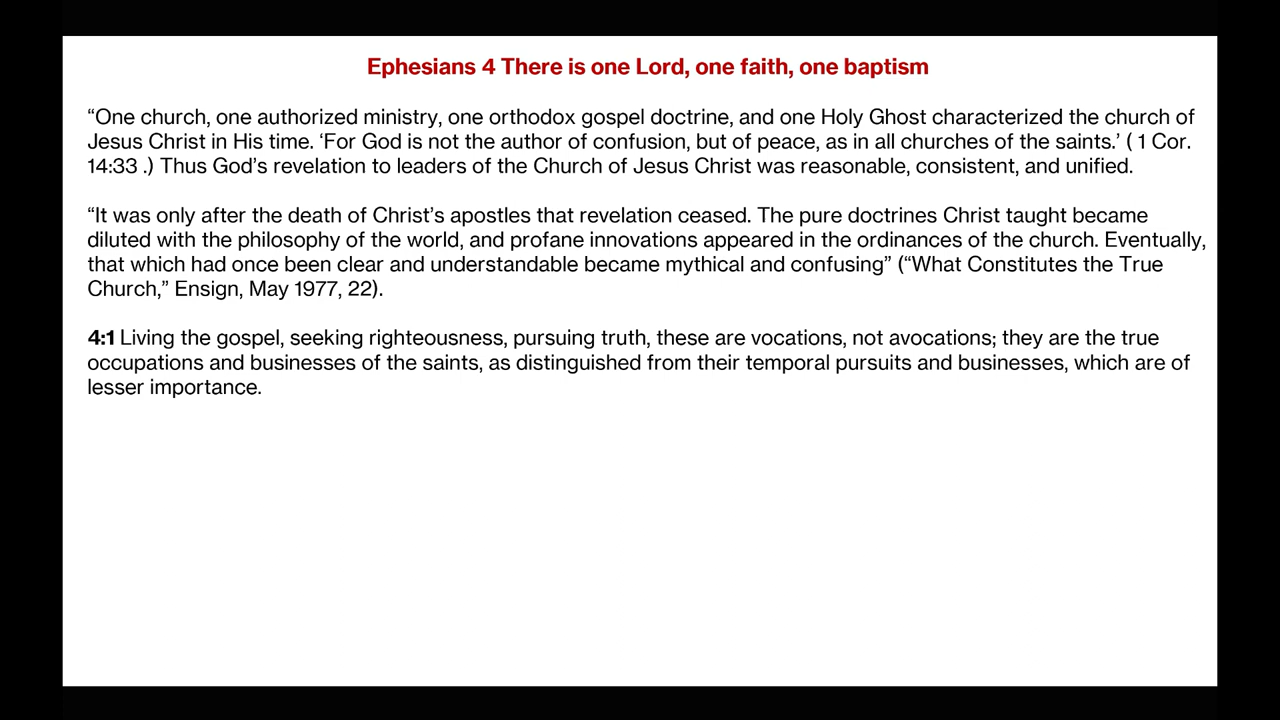 Ephesians 4 There is one Lord, one faith, one baptism
“One church, one authorized ministry, one orthodox gospel doctrine, and one Holy Ghost characterized the church of
Jesus Christ in His time. ‘For God is not the author of confusion, but of peace, as in all churches of the saints.’ ( 1 Cor.
14:33 .) Thus God’s revelation to leaders of the Church of Jesus Christ was reasonable, consistent, and unified.
“It was only after the death of Christ’s apostles that revelation ceased. The pure doctrines Christ taught became
diluted with the philosophy of the world, and profane innovations appeared in the ordinances of the church. Eventually,
that which had once been clear and understandable became mythical and confusing” (“What Constitutes the True
Church,” Ensign, May 1977, 22).
4:1 Living the gospel, seeking righteousness, pursuing truth, these are vocations, not avocations; they are the true
occupations and businesses of the saints, as distinguished from their temporal pursuits and businesses, which are of
lesser importance.